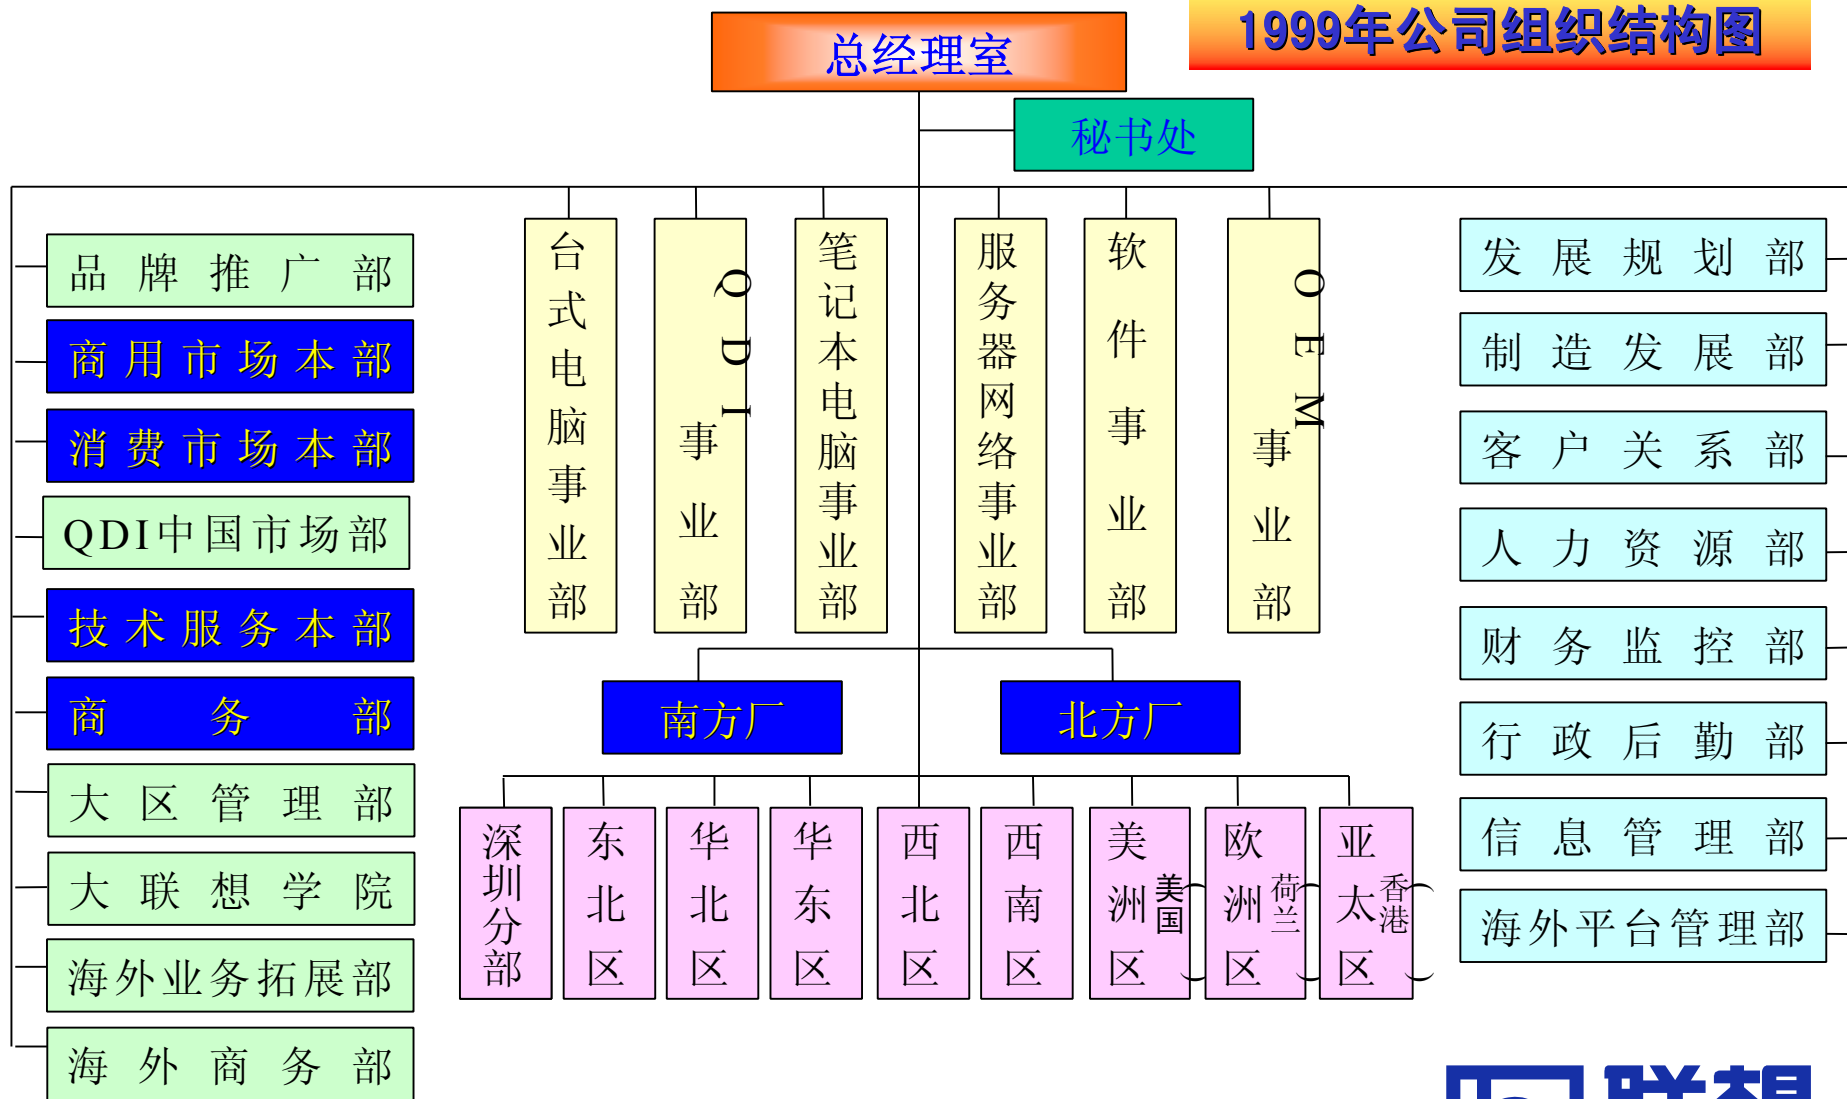 1999年公司组织结构图
总经理室
秘书处
品牌推广部
商用市场本部
消费市场本部
QDI中国市场部
技术服务本部
商务部
大区管理部
大联想学院
海外业务拓展部
海外商务部
台式电脑事业部
QDI事业部
笔记本电脑事业部
服务器网络事业部
软件事业部
OEM事业部
南方厂
北方厂
深圳分部
东北区
华北区
华东区
西北区
西南区
美洲区(美国)
欧洲区(荷兰)
亚太区(香港)
发展规划部
制造发展部
客户关系部
人力资源部
财务监控部
行政后勤部
信息管理部
海外平台管理部
联想